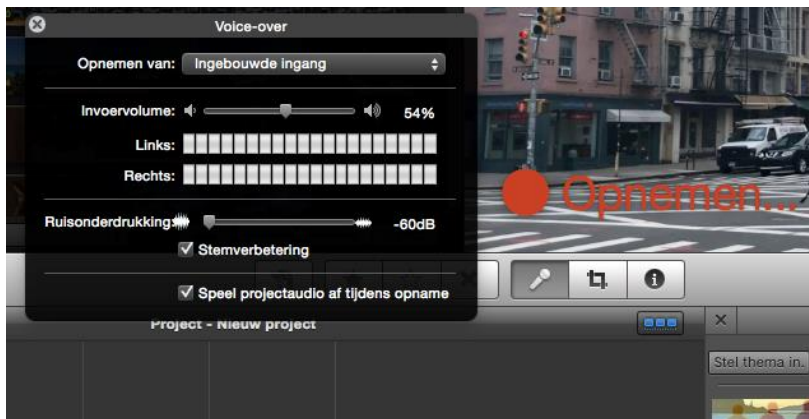 Voice-over
Opnemen van: Ingebouwde ingang
Invoervolume: 54%
Links:
Rechts:
Ruisonderdrukking: -60dB
Stemverbetering
Speel projectaudio af tijdens opname
Opnemen...
Project - Nieuw project
Stel thema in.